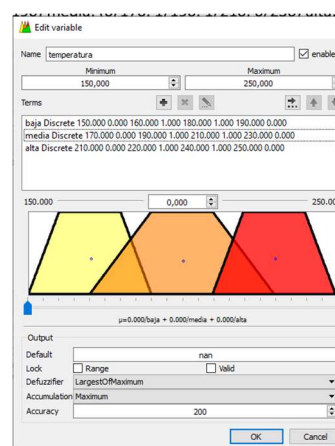 Edit variable
Name temperatura enable
Minimum Maximum
150,000 250,000
Terms
baja Discrete 150.000 0.000 160.000 1.000 180.000 1.000 190.000 0.000
media Discrete 170.000 0.000 190.000 1.000 210.000 1.000 230.000 0.000
alta Discrete 210.000 0.000 220.000 1.000 240.000 1.000 250.000 0.000
150.000 0,000 250.00
μ=0.000/baja + 0.000/media + 0.000/alta
Output
Default nan
Lock Range Valid
Defuzzifier LargestOfMaximum
Accumulation Maximum
Accuracy 200
OK Cancel